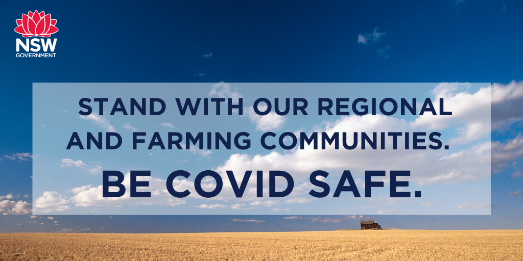 NSW
GOVERNMENT
STAND WITH OUR REGIONAL
AND FARMING COMMUNITIES.
BE COVID SAFE.